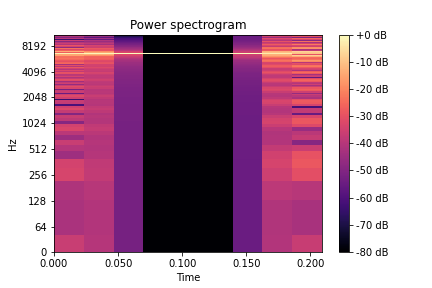 Power spectrogram
8192
4096
2048
1024
512
256
128
64
0
Hz
0.000 0.050 0.100 0.150 0.200
Time
+0 dB
-10 dB
-20 dB
-30 dB
-40 dB
-50 dB
-60 dB
-70 dB
-80 dB